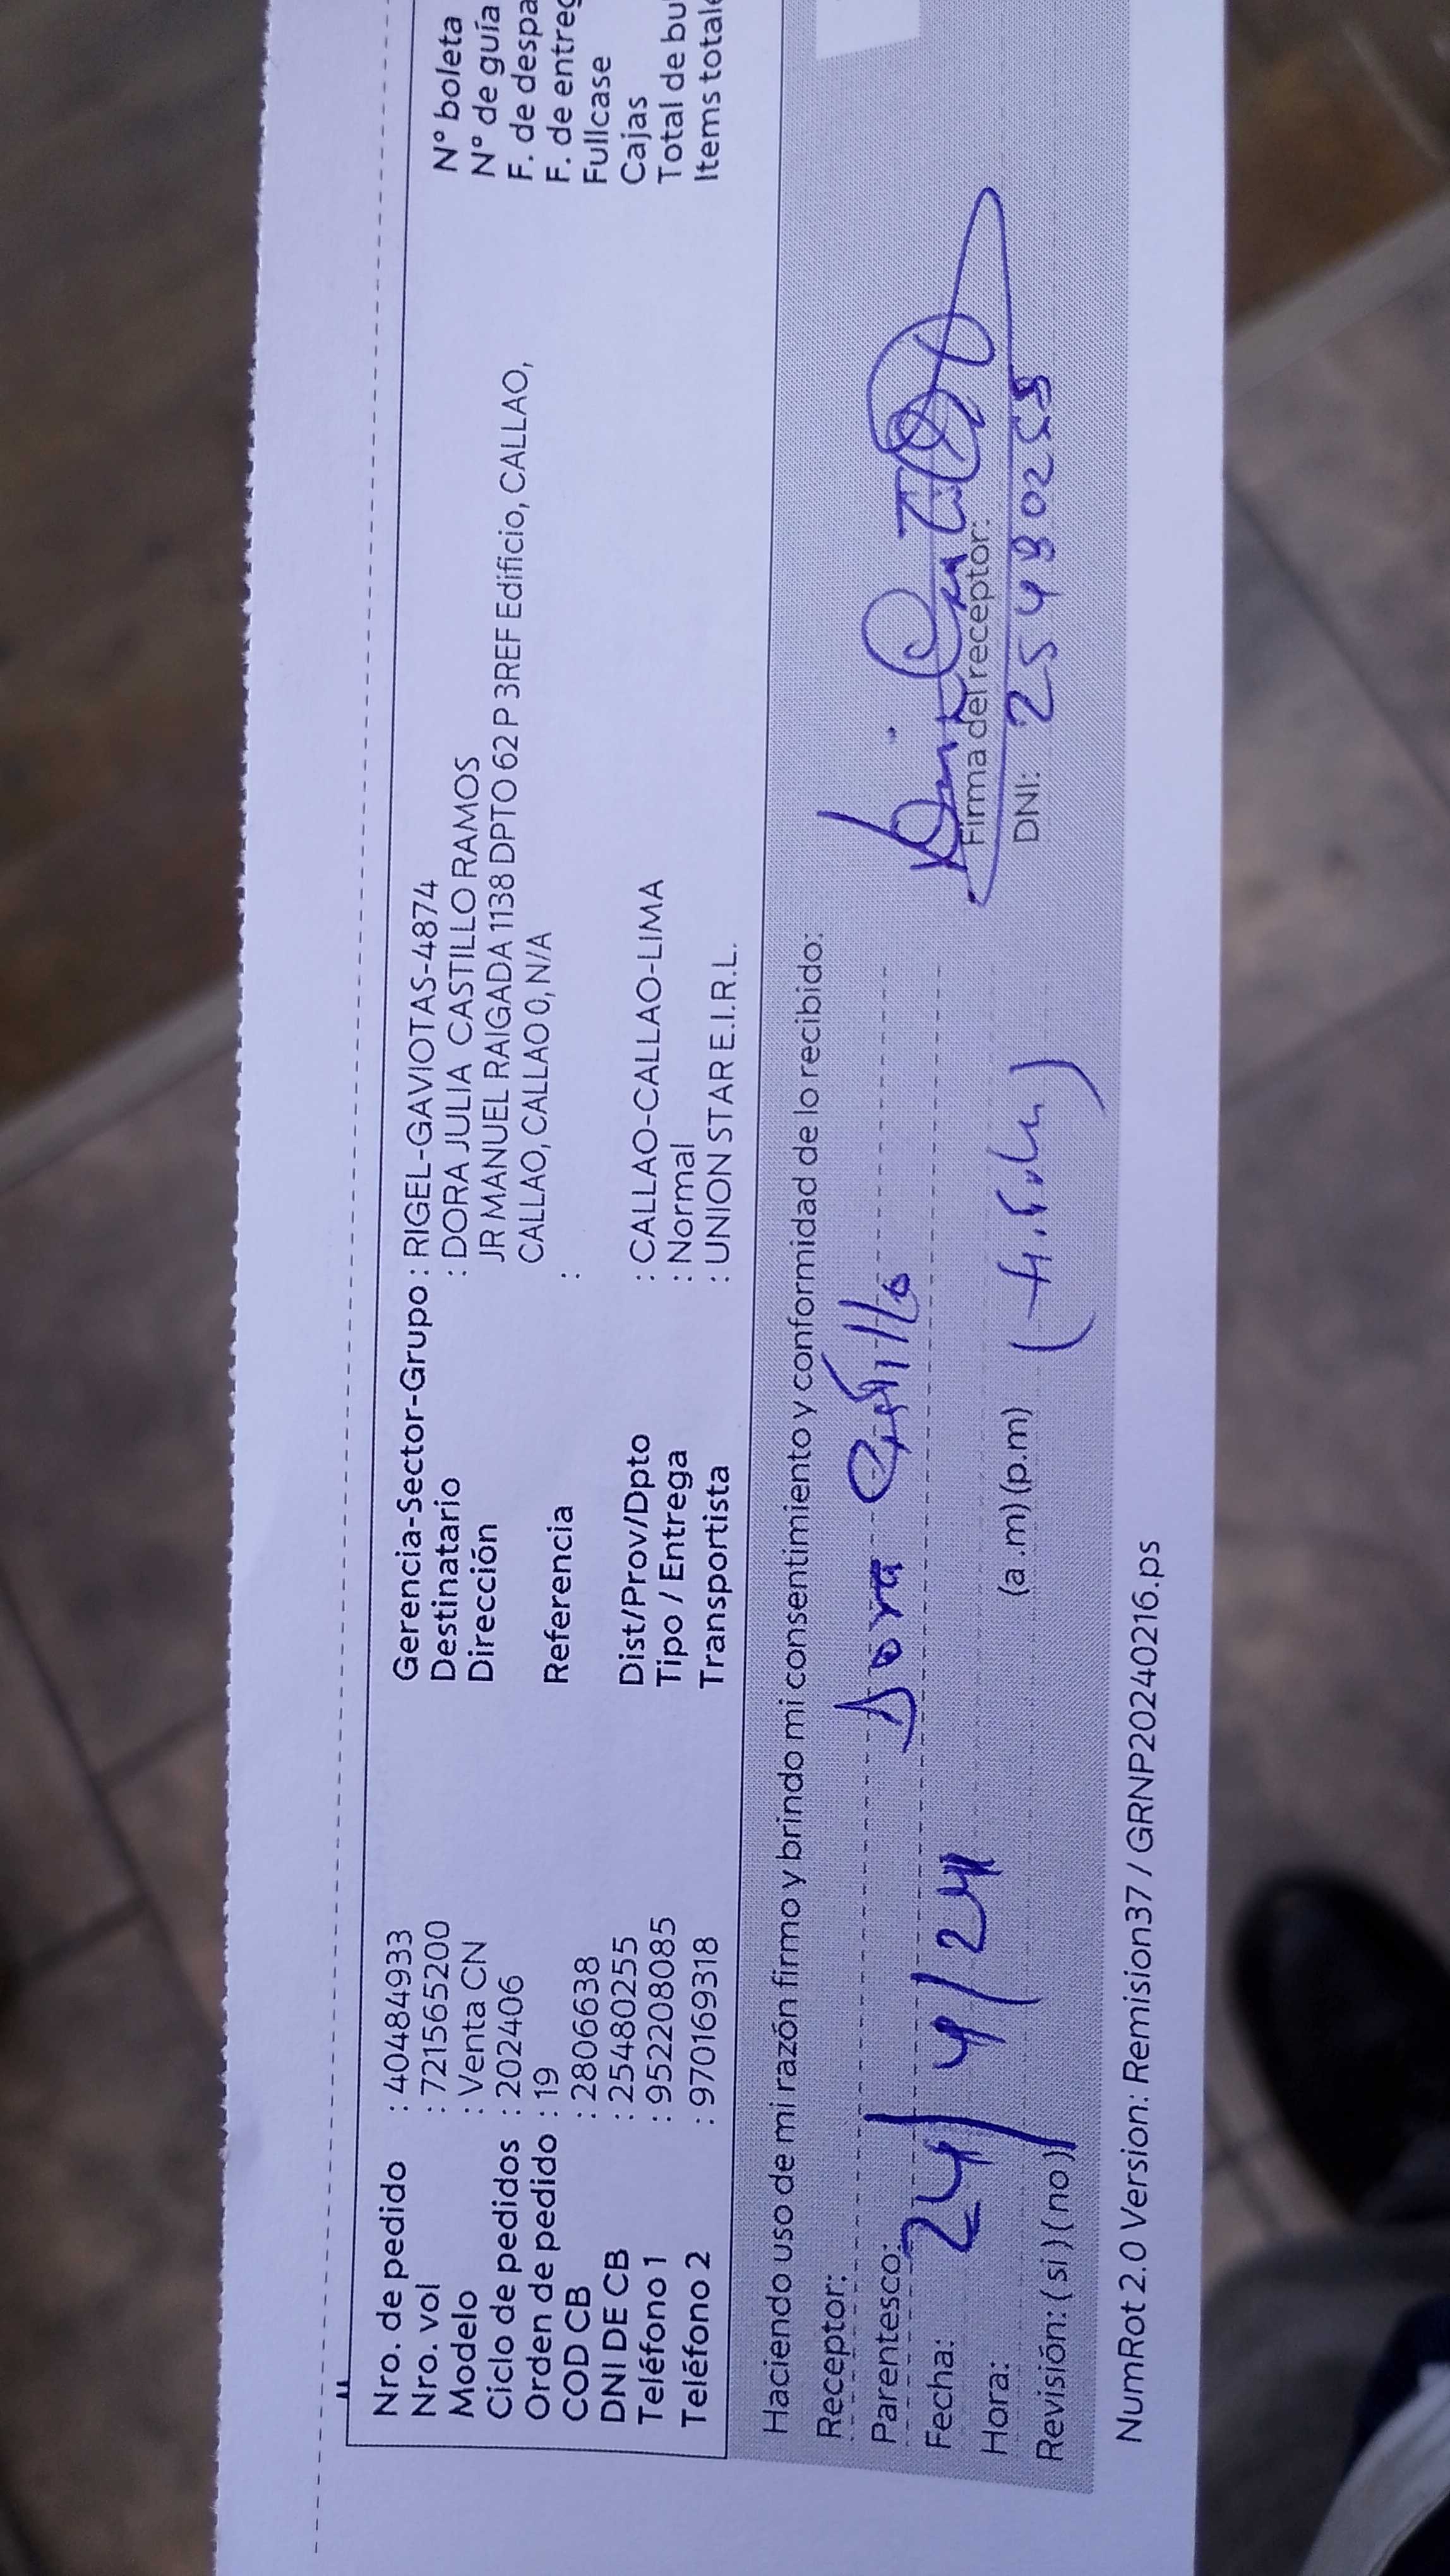 Nro. de pedido : 40484933
Nro. vol : 721565200
Modelo : Venta CN
Ciclo de pedidos : 202406
Orden de pedido : 19
COD CB : 2806638
DNI DE CB : 25480255
Teléfono 1 : 952208085
Teléfono 2 : 970169318
Gerencia-Sector-Grupo : RIGEL-GAVIOTAS-4874
Destinatario : DORA JULIA CASTILLO RAMOS
Dirección JR MANUEL RAIGADA 1138 DPTO 62 P 3REF Edificio, CALLAO,
CALLAO, CALLAO 0, N/A
Referencia :
Dist/Prov/Dpto : CALLAO-CALLAO-LIMA
Tipo / Entrega : Normal
Transportista : UNION STAR E.I.R.L.
N° boleta
N° de guía
F. de despa
F. de entreg
Fullcase
Cajas
Total de bu
Items total
Haciendo uso de mi razón firmo y brindo mi consentimiento y conformidad de lo recibido:
Receptor: Dora Castillo
Parentesco:
Fecha: 24/4/24
Hora: (a.m) (p.m)
Revisión: (si) (no)
Firma del receptor:
DNI: 25480255
NumRot 2.0 Version: Remision37 / GRNP20240216.ps